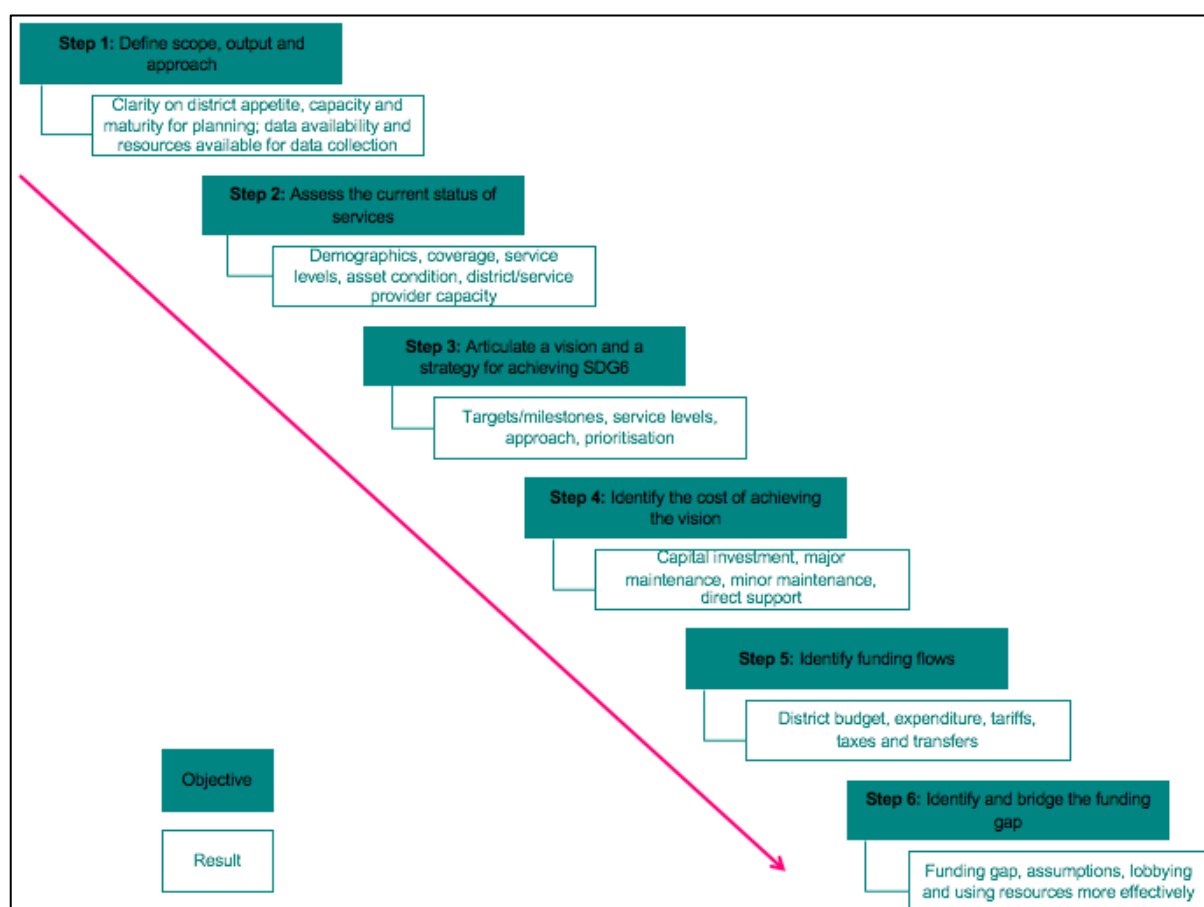 Step 1: Define scope, output and
approach
Clarity on district appetite, capacity and
maturity for planning; data availability and
resources available for data collection
Step 2: Assess the current status of
services
Demographics, coverage, service
levels, asset condition, district/service
provider capacity
Step 3: Articulate a vision and a
strategy for achieving SDG6
Targets/milestones, service levels,
approach, prioritisation
Step 4: Identify the cost of achieving
the vision
Capital investment, major
maintenance, minor maintenance,
direct support
Step 5: Identify funding flows
District budget, expenditure, tariffs,
taxes and transfers
Step 6: Identify and bridge the funding
gap
Funding gap, assumptions, lobbying
and using resources more effectively
Objective
Result